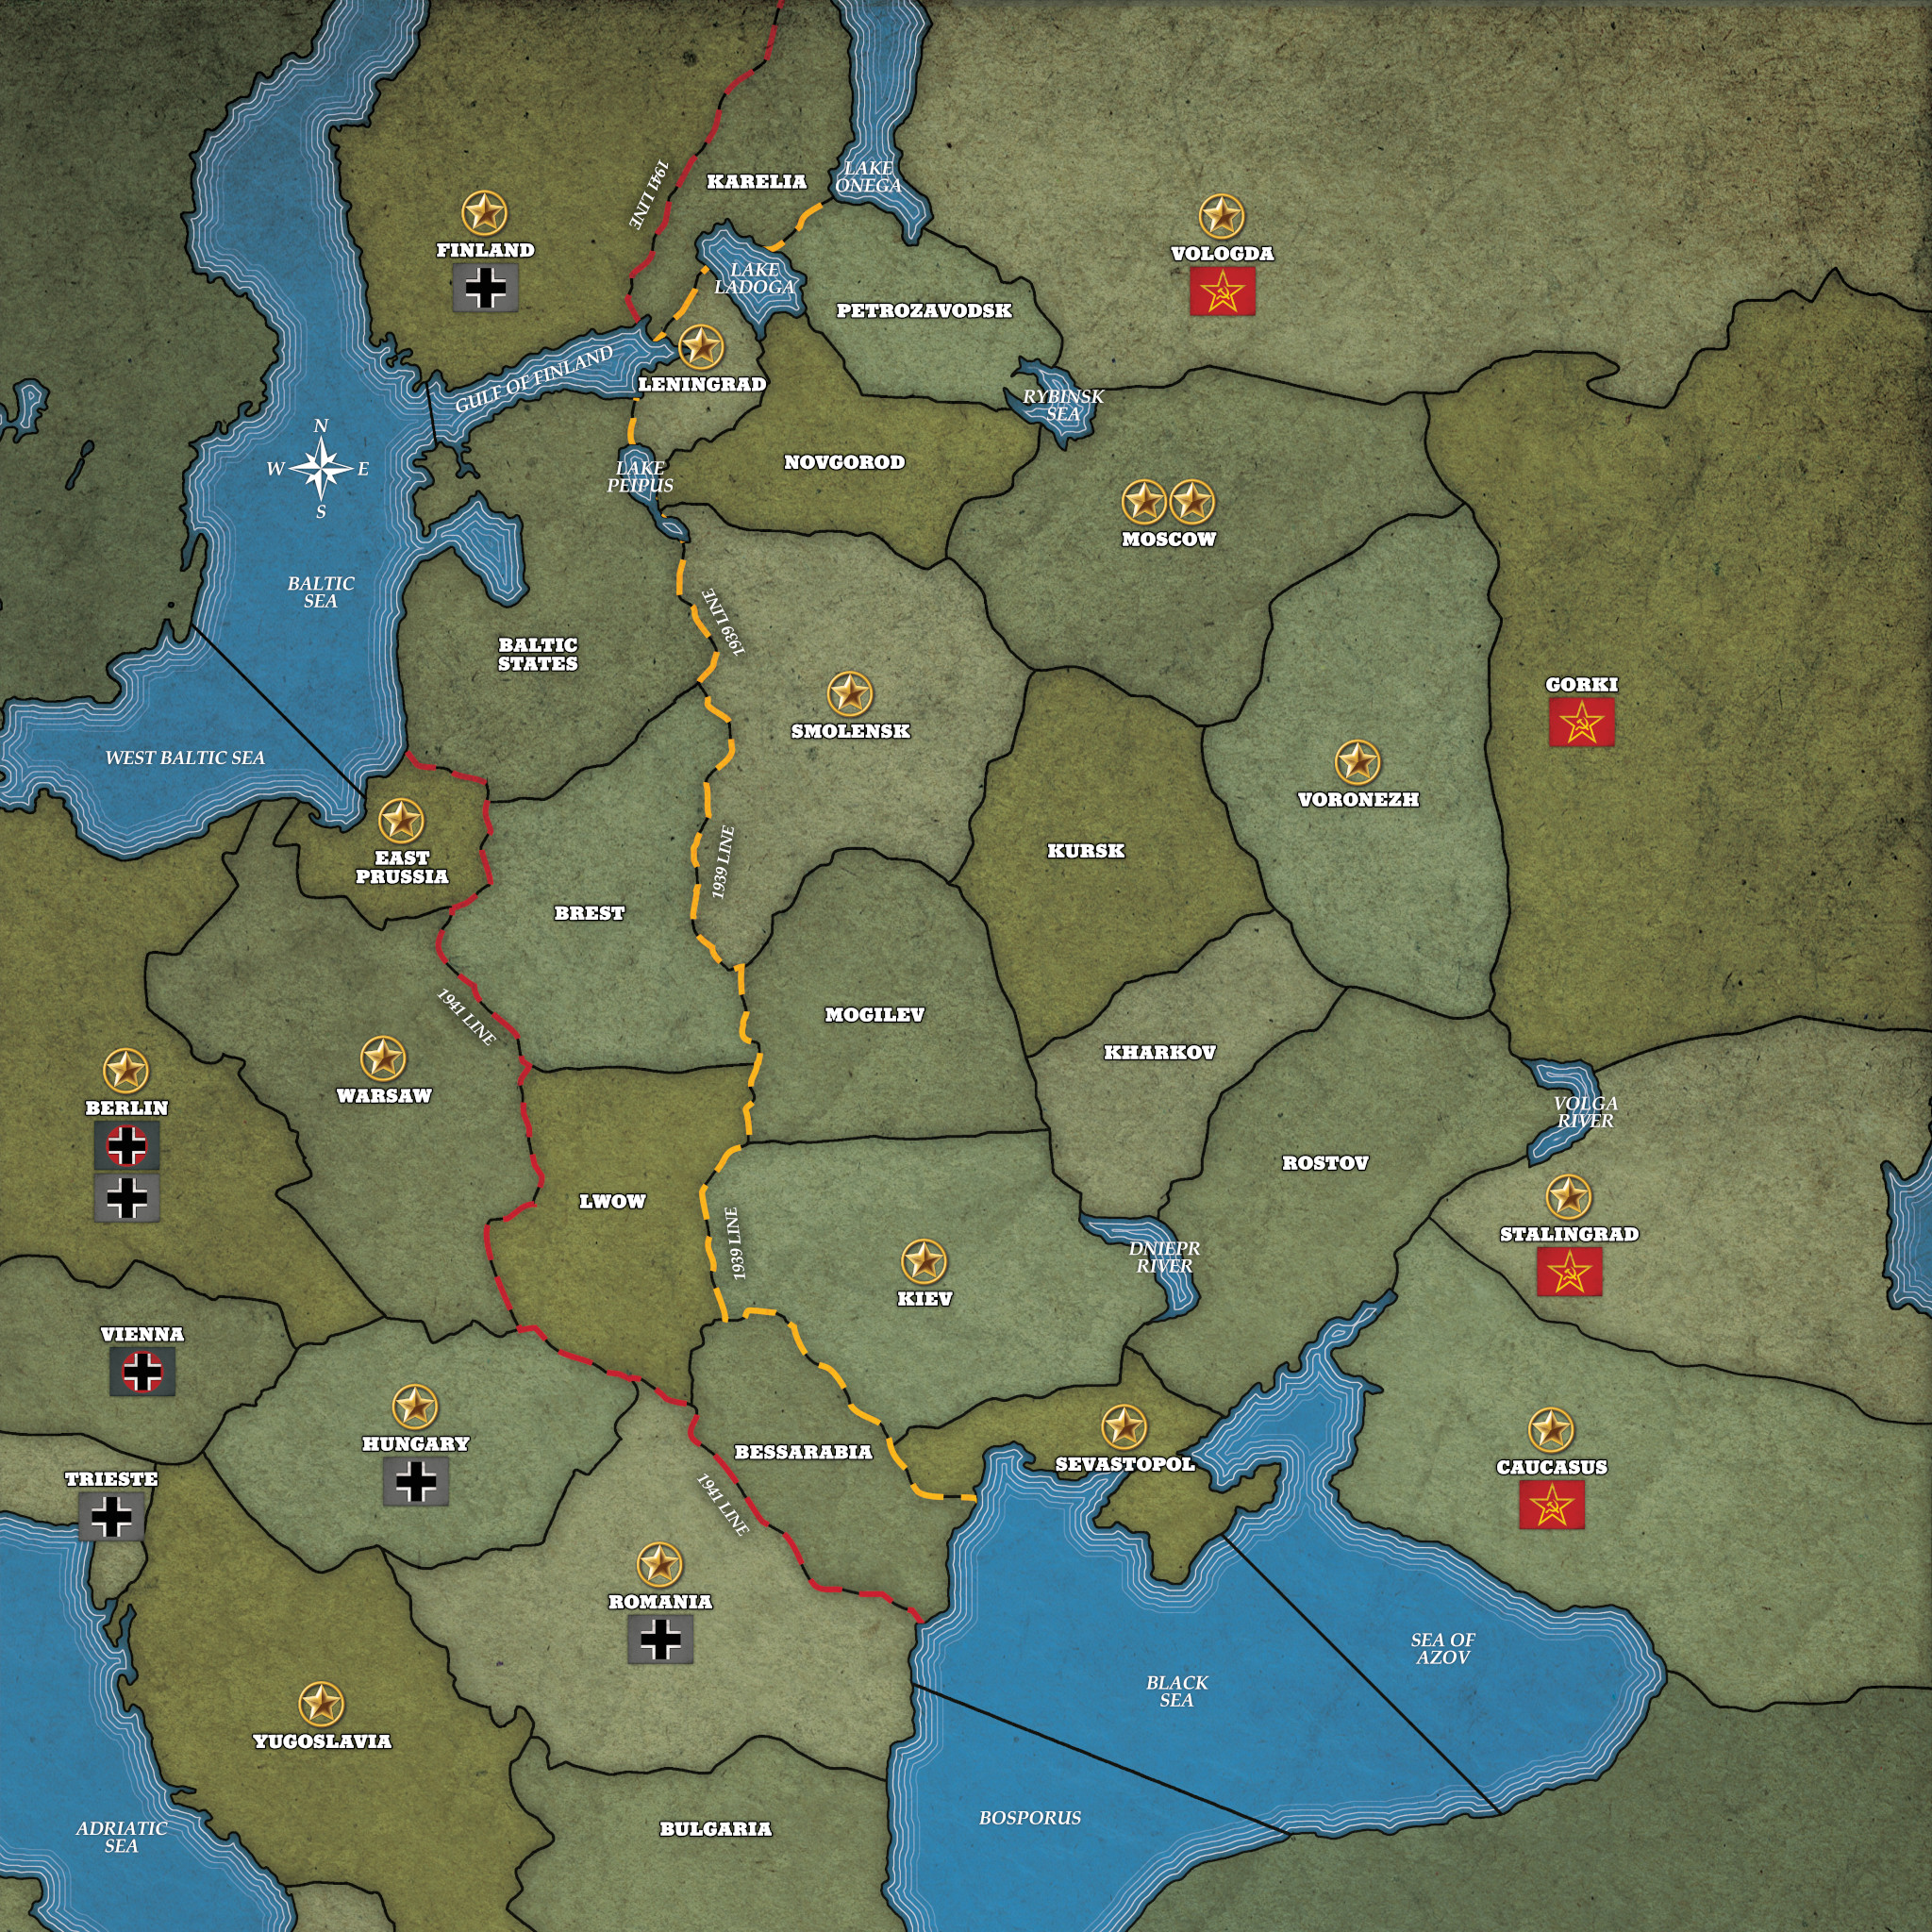 1941 LINE
KARELIA
LAKE
ONEGA
FINLAND
VOLOGDA
LAKE
LADOGA
PETROZAVODSK
GULF OF FINLAND
LENINGRAD
RYBINSK
SEA
N
W
E
S
LAKE
PEIPUS
NOVGOROD
MOSCOW
BALTIC
SEA
1939 LINE
BALTIC
STATES
GORKI
SMOLENSK
WEST BALTIC SEA
VORONEZH
EAST
PRUSSIA
1939 LINE
KURSK
BREST
1941 LINE
MOGILEV
KHARKOV
WARSAW
BERLIN
VOLGA
RIVER
ROSTOV
LWOW
1939 LINE
STALINGRAD
DNIEPR
RIVER
KIEV
VIENNA
HUNGARY
BESSARABIA
SEVASTOPOL
CAUCASUS
TRIESTE
1941 LINE
ROMANIA
SEA OF
AZOV
BLACK
SEA
YUGOSLAVIA
BOSPORUS
BULGARIA
ADRIATIC
SEA